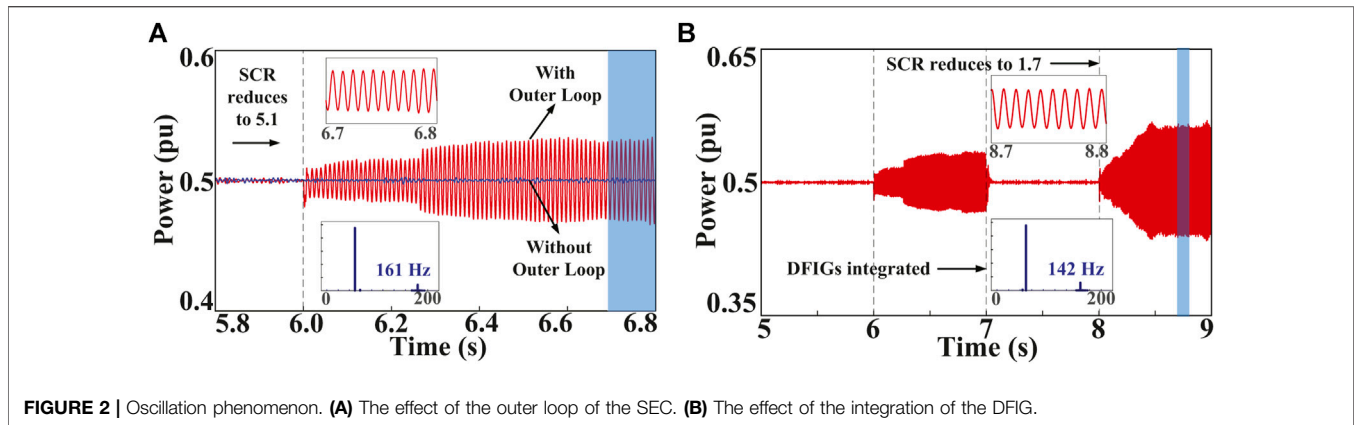 A
0.6
0.5
0.4
Power (pu)
SCR
reduces
to 5.1
6.7 6.8
With
Outer Loop
Without
Outer Loop
161 Hz
0 200
5.8 6.0 6.2 6.4 6.6 6.8
Time (s)
B
0.65
0.5
0.35
Power (pu)
SCR reduces to 1.7
8.7 8.8
DFIGs integrated
142 Hz
0 200
5 6 7 8 9
Time (s)
FIGURE 2 | Oscillation phenomenon. (A) The effect of the outer loop of the SEC. (B) The effect of the integration of the DFIG.